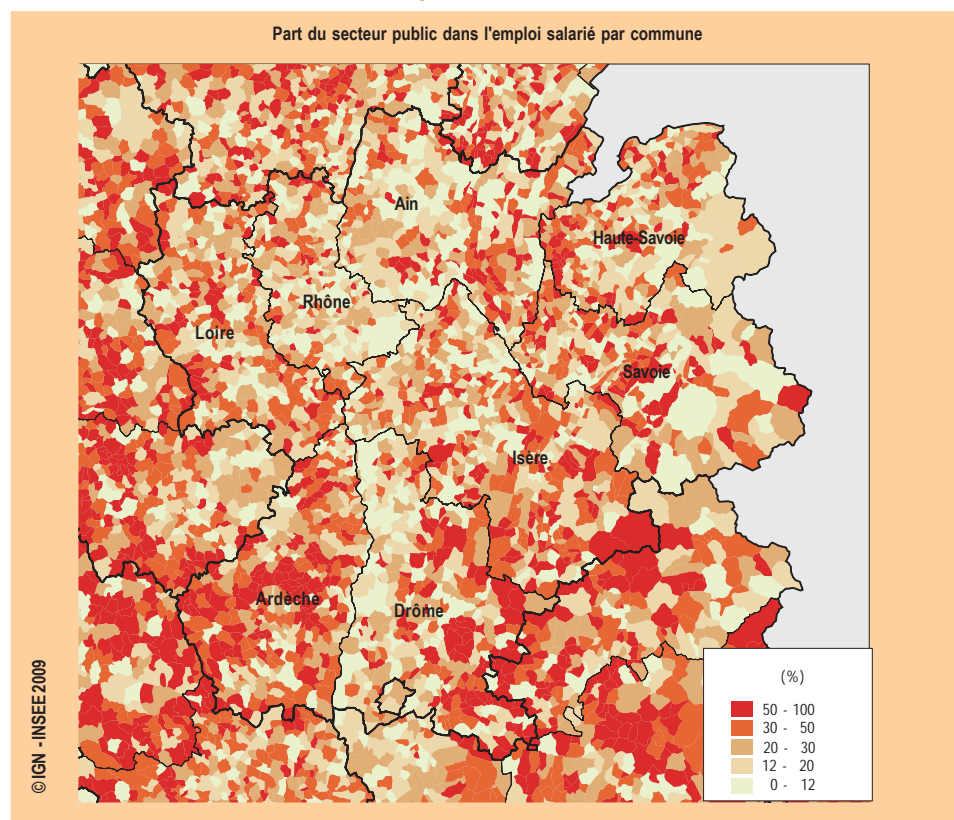 Part du secteur public dans l'emploi salarié par commune
Ain
Haute-Savoie
Rhône
Loire
Savoie
Isère
Ardèche
Drôme
(%)
50 - 100
30 - 50
20 - 30
12 - 20
0 - 12
© IGN - INSEE 2009